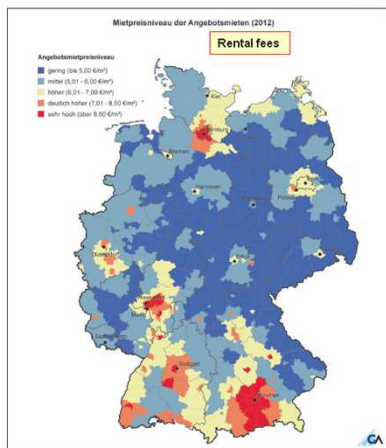 Mietpreisniveau der Angebotsmieten (2012)
Rental fees
Angebotsmietpreisniveau
gering (bis 5,00 €/m²)
mittel (5,01 - 6,00 €/m²)
höher (6,01 - 7,00 €/m²)
deutlich höher (7,01 - 8,50 €/m²)
sehr hoch (über 8,50 €/m²)
Kiel
Hamburg
Bremen
Hannover
Düsseldorf
Stuttgart
München